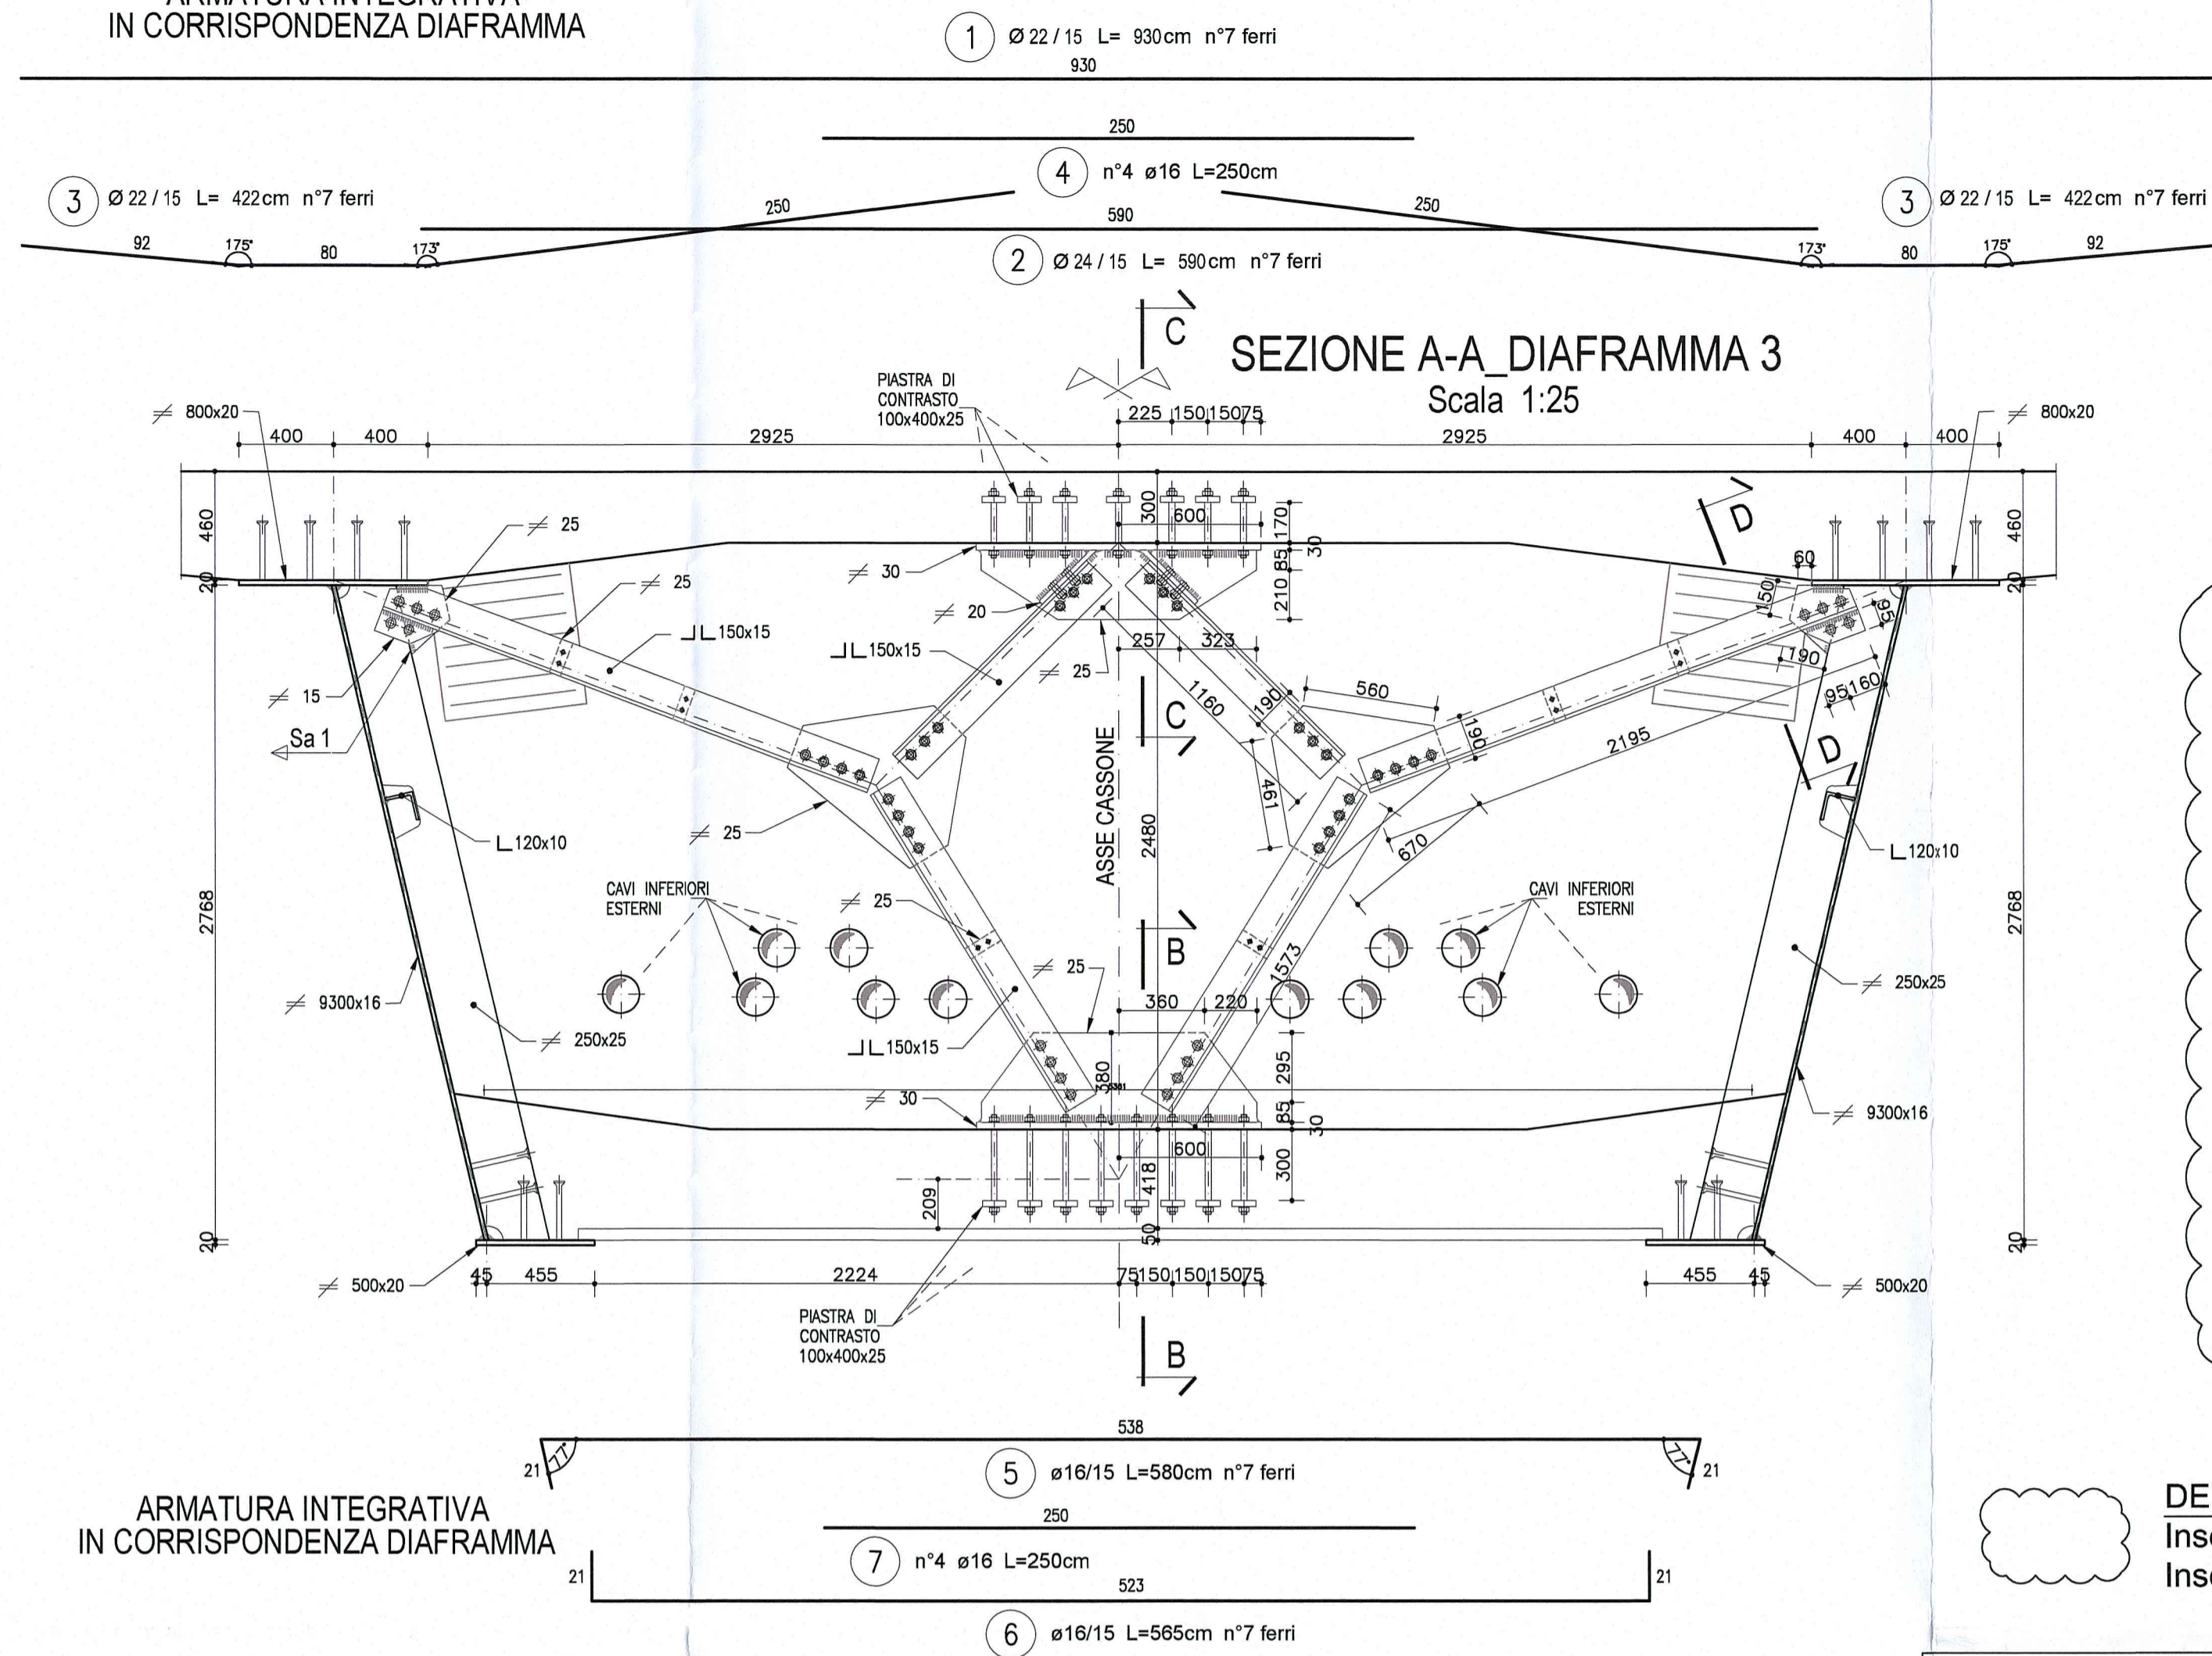 ARMATURA INTEGRATIVA
IN CORRISPONDENZA DIAFRAMMA
1 Ø 22 / 15 L= 930cm n°7 ferri
930
250
4 n°4 ø16 L=250cm
3 Ø 22 / 15 L= 422cm n°7 ferri
3 Ø 22 / 15 L= 422cm n°7 ferri
92 175° 80 173° 250 590 250 173° 80 175° 92
2 Ø 24 / 15 L= 590cm n°7 ferri
C
SEZIONE A-A_DIAFRAMMA 3
Scala 1:25
PIASTRA DI
CONTRASTO
100x400x25
800x20
225 150 150 75
800x20
400 400 2925 2925 400 400
460 300 600 170 30 D 460
25
25
30
85
60
20
20
20
210
150
95
150x15
150x15
257 323
25
190
15
1160 190 560
95 160
Sa 1
C
190
2195
D
ASSE CASSONE
461
2480
25
670
120x10
120x10
CAVI INFERIORI
ESTERNI
CAVI INFERIORI
ESTERNI
25
2768
2768
B
25
1573
9300x16
360 220
250x25
250x25
150x15
380
295
30
85
30
9300x16
600
418
300
209
50
20
20
500x20
45 455 2224 75 150 150 150 75 455 45
500x20
PIASTRA DI
CONTRASTO
100x400x25
B
538
77°
77°
21
21
5 ø16/15 L=580cm n°7 ferri
ARMATURA INTEGRATIVA
IN CORRISPONDENZA DIAFRAMMA
250
7 n°4 ø16 L=250cm
21
523
21
6 ø16/15 L=565cm n°7 ferri
DE
Ins
Ins